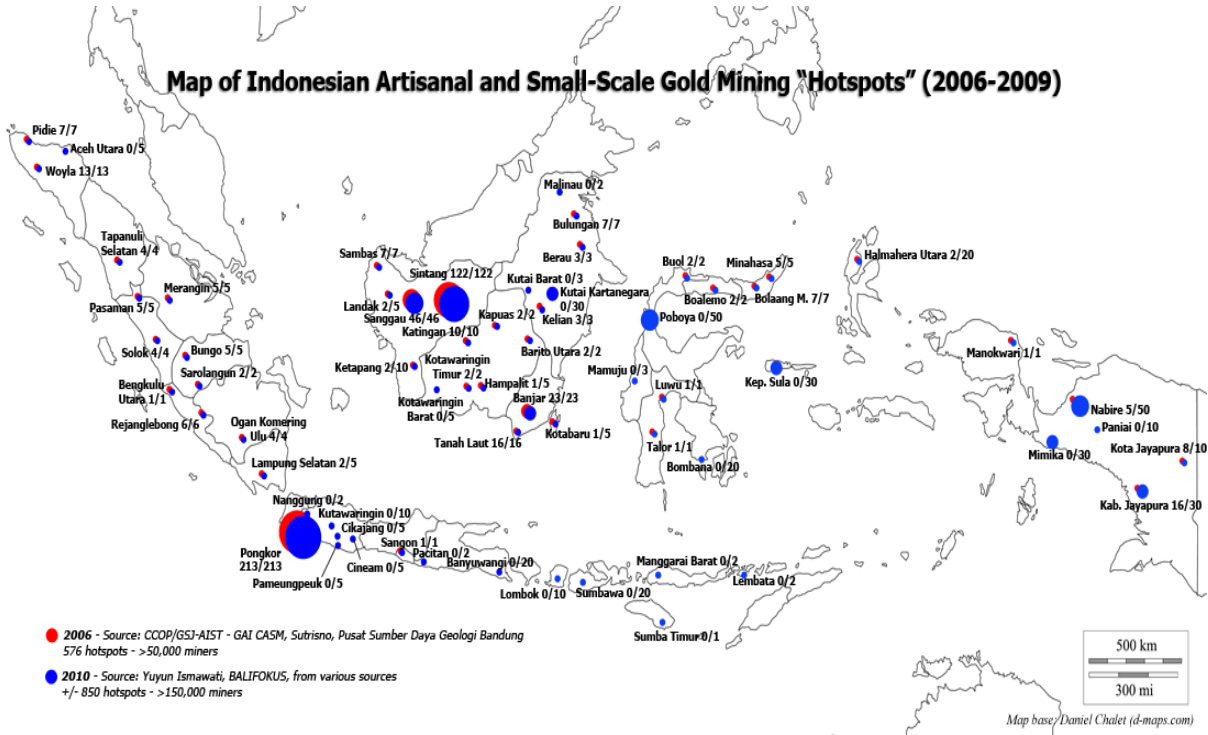 Map of Indonesian Artisanal and Small-Scale Gold Mining “Hotspots” (2006-2009)
Pidie 7/7
Aceh Utara 0/5
Woyla 13/13
Tapanuli
Selatan 4/4
Pasaman 5/5
Merangin 5/5
Solok 4/4
Bungo 5/5
Sarolangun 2/2
Bengkulu
Utara 1/1
Rejanglebong 6/6
Ogan Komering
Ulu 4/4
Lampung Selatan 2/5
Malinau 0/2
Bulungan 7/7
Berau 3/3
Sambas 7/7
Sintang 122/122
Kutai Barat 0/3
Kutai Kartanegara
0/30
Landak 2/5
Sanggau 46/46
Kapuas 2/2
Kelian 3/3
Katingan 10/10
Barito Utara 2/2
Ketapang 2/10
Kotawaringin
Timur 2/2
Hampalit 1/5
Kotawaringin
Barat 0/5
Banjar 23/23
Tanah Laut 16/16
Kotabaru 1/5
Buol 2/2
Minahasa 5/5
Boalemo 2/2
Bolaang M. 7/7
Poboya 0/50
Mamuju 0/3
Luwu 1/1
Talor 1/1
Bombana 0/20
Halmahera Utara 2/20
Kep. Sula 0/30
Manokwari 1/1
Nabire 5/50
Paniai 0/10
Mimika 0/30
Kota Jayapura 8/10
Kab. Jayapura 16/30
Nanggung 0/2
Kutawaringin 0/10
Cikajang 0/5
Sangon 1/1
Pongkor
213/213
Pacitan 0/2
Cineam 0/5
Pameungpeuk 0/5
Banyuwangi 0/20
Lombok 0/10
Sumbawa 0/20
Manggarai Barat 0/2
Lembata 0/2
Sumba Timur 0/1
2006 - Source: CCOP/GSJ-AIST - GAI CASM, Sutrisno, Pusat Sumber Daya Geologi Bandung
576 hotspots - >50,000 miners
2010 - Source: Yuyun Ismawati, BALIFOKUS, from various sources
+/- 850 hotspots - >150,000 miners
500 km
300 mi
Map base: Daniel Chalet (d-maps.com)